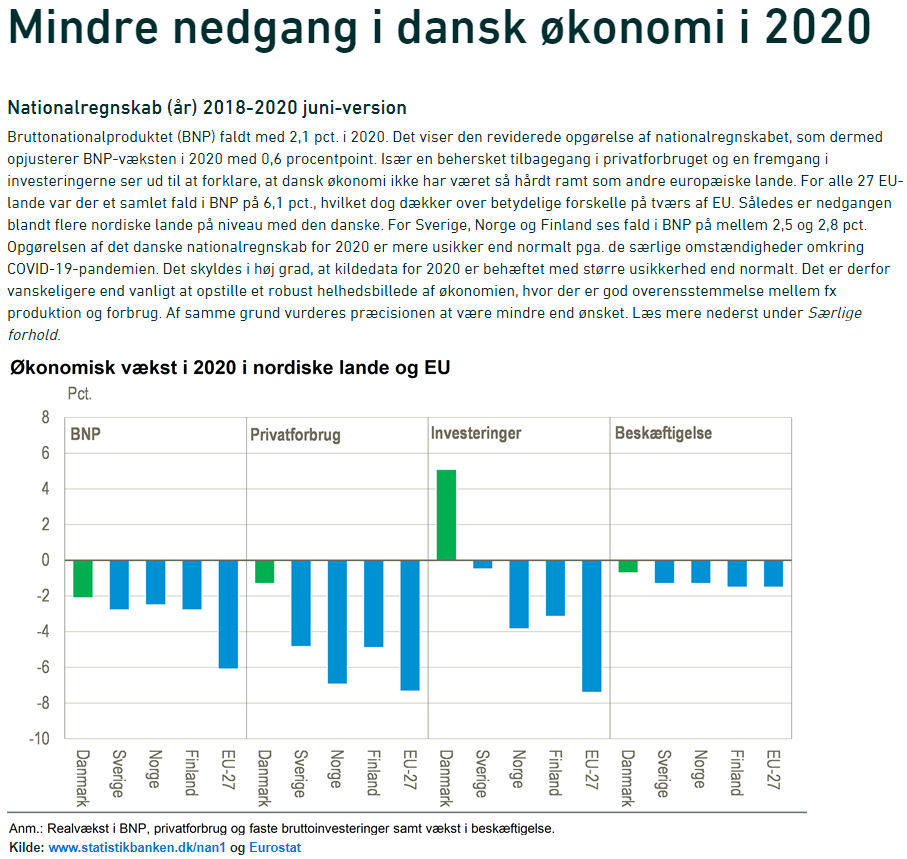 Mindre nedgang i dansk økonomi i 2020
Nationalregnskab (år) 2018-2020 juni-version
Bruttonationalproduktet (BNP) faldt med 2,1 pct. i 2020. Det viser den reviderede opgørelse af nationalregnskabet, som dermed
opjusterer BNP-væksten i 2020 med 0,6 procentpoint. Især en behersket tilbagegang i privatforbruget og en fremgang i
investeringerne ser ud til at forklare, at dansk økonomi ikke har været så hårdt ramt som andre europæiske lande. For alle 27 EU-
lande var der et samlet fald i BNP på 6,1 pct., hvilket dog dækker over betydelige forskelle på tværs af EU. Således er nedgangen
blandt flere nordiske lande på niveau med den danske. For Sverige, Norge og Finland ses fald i BNP på mellem 2,5 og 2,8 pct.
Opgørelsen af det danske nationalregnskab for 2020 er mere usikker end normalt pga. de særlige omstændigheder omkring
COVID-19-pandemien. Det skyldes i høj grad, at kildedata for 2020 er behæftet med større usikkerhed end normalt. Det er derfor
vanskeligere end vanligt at opstille et robust helhedsbillede af økonomien, hvor der er god overensstemmelse mellem fx
produktion og forbrug. Af samme grund vurderes præcisionen at være mindre end ønsket. Læs mere nederst under Særlige
forhold.
Økonomisk vækst i 2020 i nordiske lande og EU
Pct.
8
6
4
2
0
-2
-4
-6
-8
-10
BNP
Privatforbrug
Investeringer
Beskæftigelse
Danmark
Sverige
Norge
Finland
EU-27
Danmark
Sverige
Norge
Finland
EU-27
Danmark
Sverige
Norge
Finland
EU-27
Danmark
Sverige
Norge
Finland
EU-27
Anm.: Realvækst i BNP, privatforbrug og faste bruttoinvesteringer samt vækst i beskæftigelse.
Kilde: www.statistikbanken.dk/nan1 og Eurostat